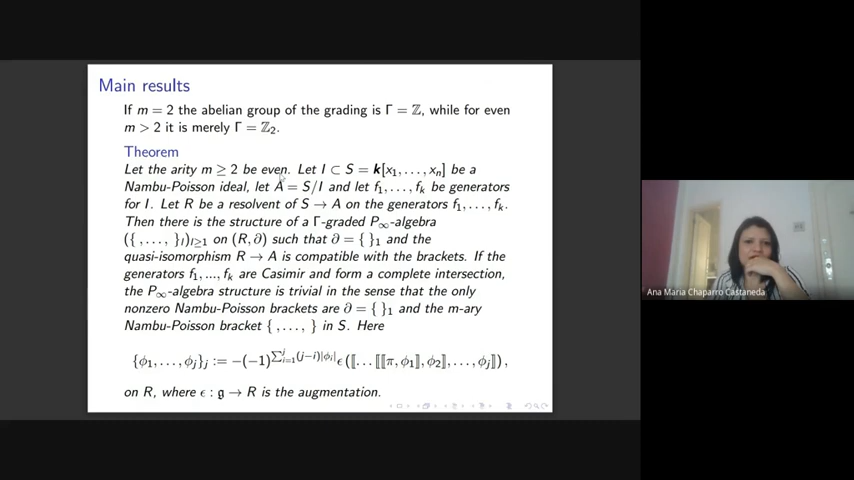 Main results
If m = 2 the abelian group of the grading is Γ = ℤ, while for even
m > 2 it is merely Γ = ℤ₂.
Theorem
Let the arity m ≥ 2 be even. Let I ⊂ S = k[x₁, . . . , xₙ] be a
Nambu-Poisson ideal, let A = S/I and let f₁, . . . , fₖ be generators
for I. Let R be a resolvent of S → A on the generators f₁, . . . , fₖ.
Then there is the structure of a Γ-graded P∞-algebra
({ , . . . , }ₗ)ₗ≥₁ on (R, ∂) such that ∂ = { }₁ and the
quasi-isomorphism R → A is compatible with the brackets. If the
generators f₁, ..., fₖ are Casimir and form a complete intersection,
the P∞-algebra structure is trivial in the sense that the only
nonzero Nambu-Poisson brackets are ∂ = { }₁ and the m-ary
Nambu-Poisson bracket { , . . . , } in S. Here
{ϕ₁, . . . , ϕⱼ}ⱼ := −(−1)^{∑_{i=1}^{j}(j−i)|ϕᵢ|} ϵ (⟦. . . ⟦⟦π, ϕ₁⟧, ϕ₂⟧, . . . , ϕⱼ⟧) ,
on R, where ϵ : 𝔤 → R is the augmentation.
Ana Maria Chaparro Castaneda